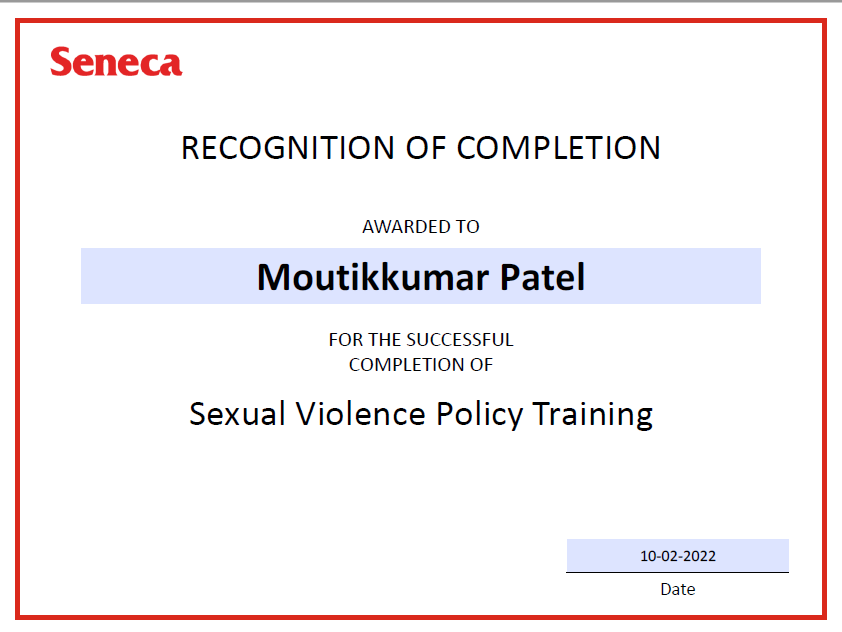 Seneca
RECOGNITION OF COMPLETION
AWARDED TO
Moutikkumar Patel
FOR THE SUCCESSFUL
COMPLETION OF
Sexual Violence Policy Training
10-02-2022
Date